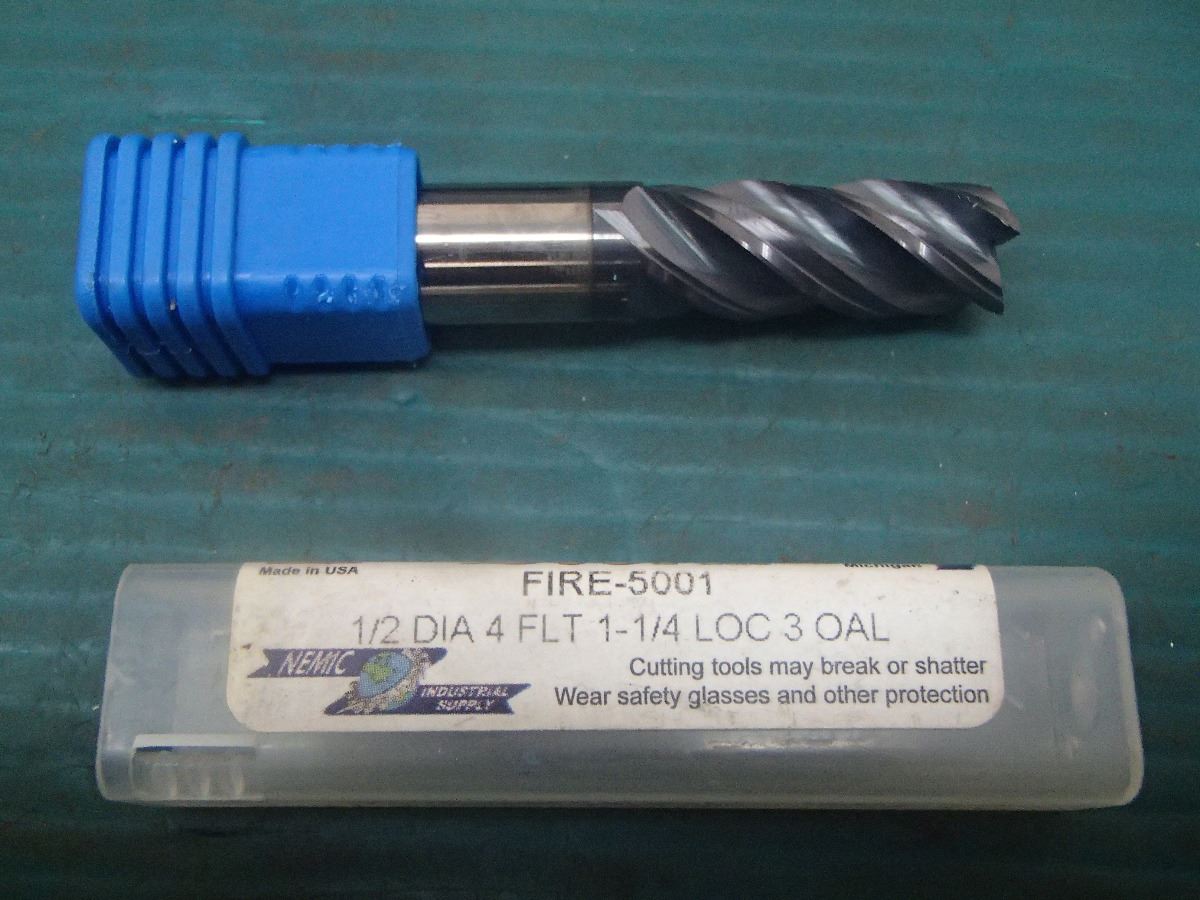 Made in USA
Michigan
FIRE-5001
1/2 DIA 4 FLT 1-1/4 LOC 3 OAL
NEMIC
INDUSTRIAL
SUPPLY
Cutting tools may break or shatter
Wear safety glasses and other protection